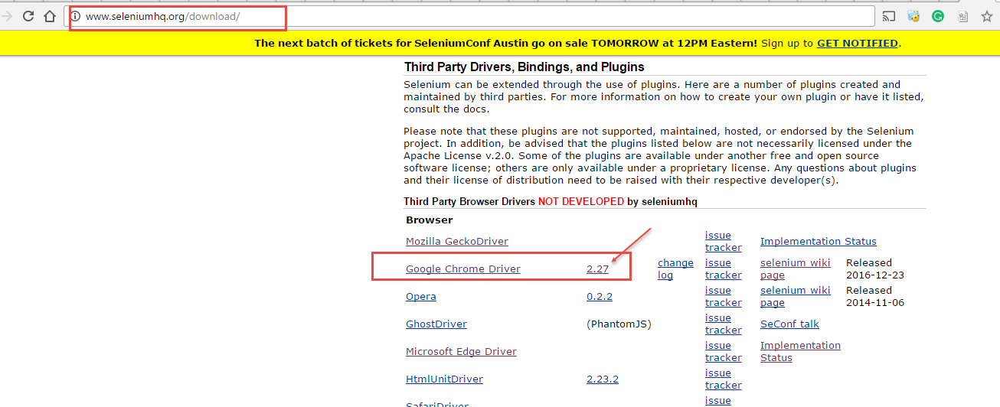 www.seleniumhq.org/download/
The next batch of tickets for SeleniumConf Austin go on sale TOMORROW at 12PM Eastern! Sign up to GET NOTIFIED.
Third Party Drivers, Bindings, and Plugins
Selenium can be extended through the use of plugins. Here are a number of plugins created and
maintained by third parties. For more information on how to create your own plugin or have it listed,
consult the docs.
Please note that these plugins are not supported, maintained, hosted, or endorsed by the Selenium
project. In addition, be advised that the plugins listed below are not necessarily licensed under the
Apache License v.2.0. Some of the plugins are available under another free and open source
software license; others are only available under a proprietary license. Any questions about plugins
and their license of distribution need to be raised with their respective developer(s).
Third Party Browser Drivers NOT DEVELOPED by seleniumhq
Browser
Mozilla GeckoDriver issue tracker Implementation Status
Google Chrome Driver 2.27 change log issue tracker selenium wiki page Released 2016-12-23
Opera 0.2.2 issue tracker selenium wiki page Released 2014-11-06
GhostDriver (PhantomJS) issue tracker SeConf talk
Microsoft Edge Driver issue tracker Implementation Status
HtmlUnitDriver 2.23.2 issue tracker
SafariDriver issue